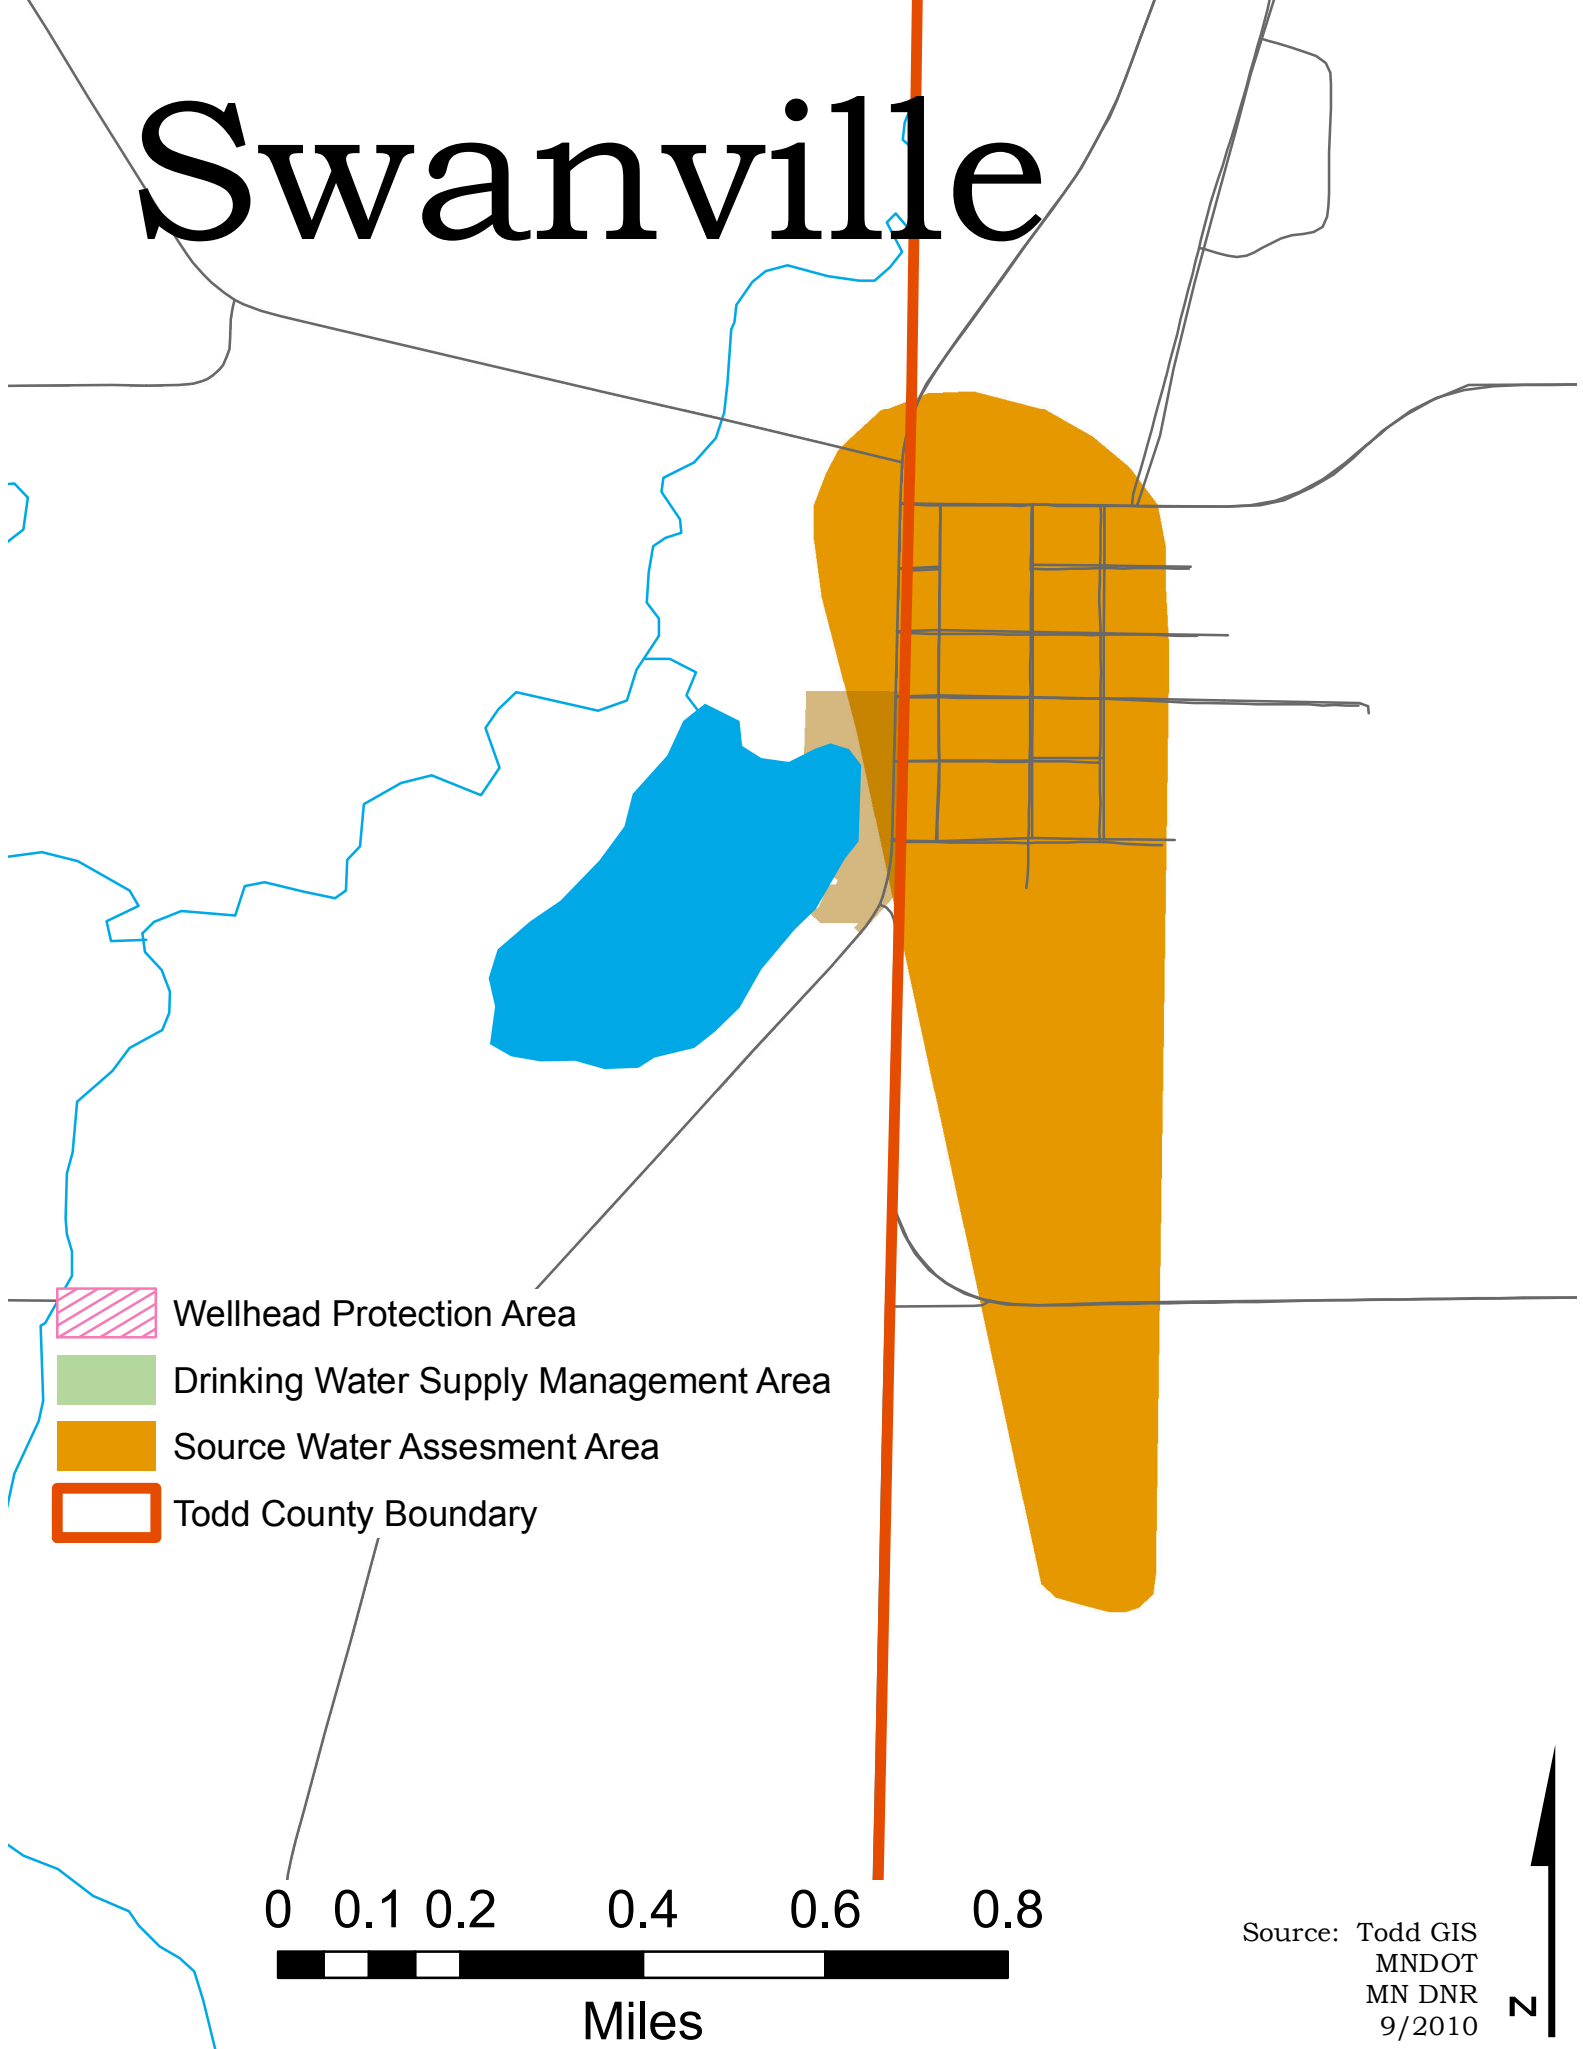 Swanville
Wellhead Protection Area
Drinking Water Supply Management Area
Source Water Assesment Area
Todd County Boundary
0 0.1 0.2 0.4 0.6 0.8
Miles
Source: Todd GIS
MNDOT
MN DNR
9/2010
N